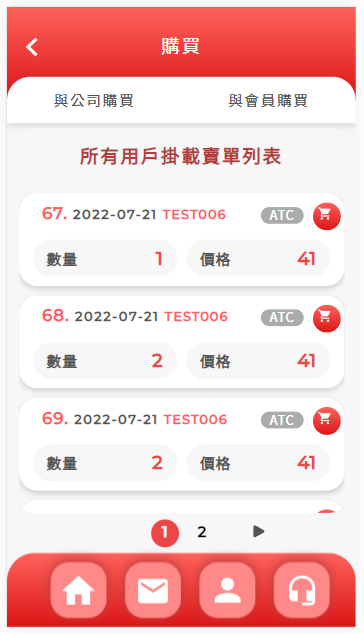 購買
與公司購買 與會員購買
所有用戶掛載賣單列表
67. 2022-07-21 TEST006 ATC
數量 1 價格 41
68. 2022-07-21 TEST006 ATC
數量 2 價格 41
69. 2022-07-21 TEST006 ATC
數量 2 價格 41
1 2